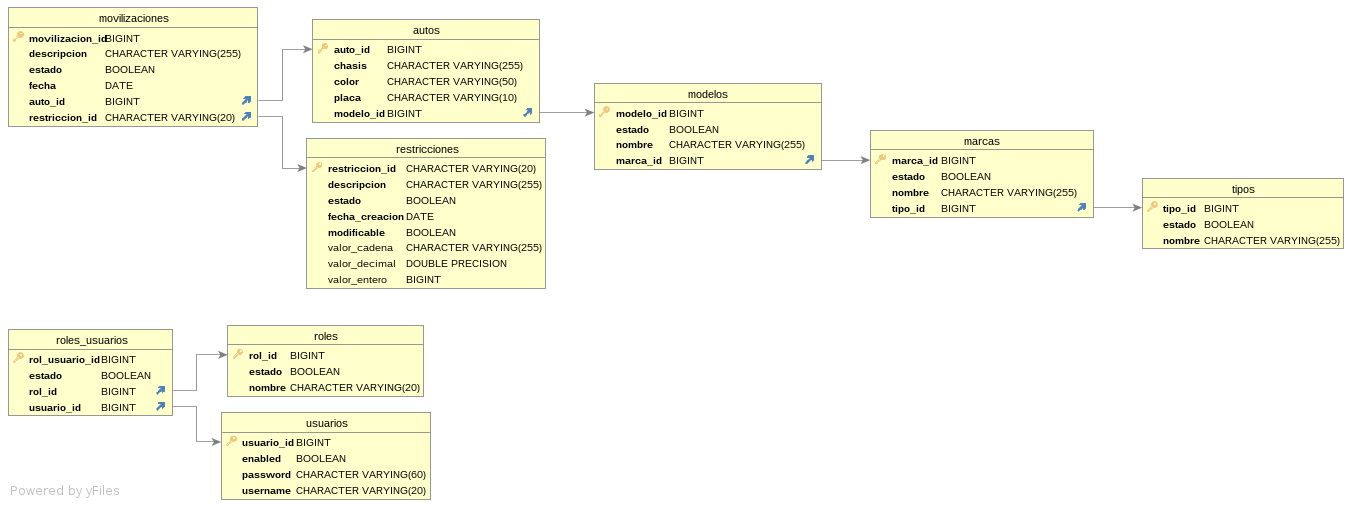 movilizaciones
movilizacion_id BIGINT
descripcion CHARACTER VARYING(255)
estado BOOLEAN
fecha DATE
auto_id BIGINT
restriccion_id CHARACTER VARYING(20)
autos
auto_id BIGINT
chasis CHARACTER VARYING(255)
color CHARACTER VARYING(50)
placa CHARACTER VARYING(10)
modelo_id BIGINT
restricciones
restriccion_id CHARACTER VARYING(20)
descripcion CHARACTER VARYING(255)
estado BOOLEAN
fecha_creacion DATE
modificable BOOLEAN
valor_cadena CHARACTER VARYING(255)
valor_decimal DOUBLE PRECISION
valor_entero BIGINT
modelos
modelo_id BIGINT
estado BOOLEAN
nombre CHARACTER VARYING(255)
marca_id BIGINT
marcas
marca_id BIGINT
estado BOOLEAN
nombre CHARACTER VARYING(255)
tipo_id BIGINT
tipos
tipo_id BIGINT
estado BOOLEAN
nombre CHARACTER VARYING(255)
roles_usuarios
rol_usuario_id BIGINT
estado BOOLEAN
rol_id BIGINT
usuario_id BIGINT
roles
rol_id BIGINT
estado BOOLEAN
nombre CHARACTER VARYING(20)
usuarios
usuario_id BIGINT
enabled BOOLEAN
password CHARACTER VARYING(60)
username CHARACTER VARYING(20)
Powered by yFiles